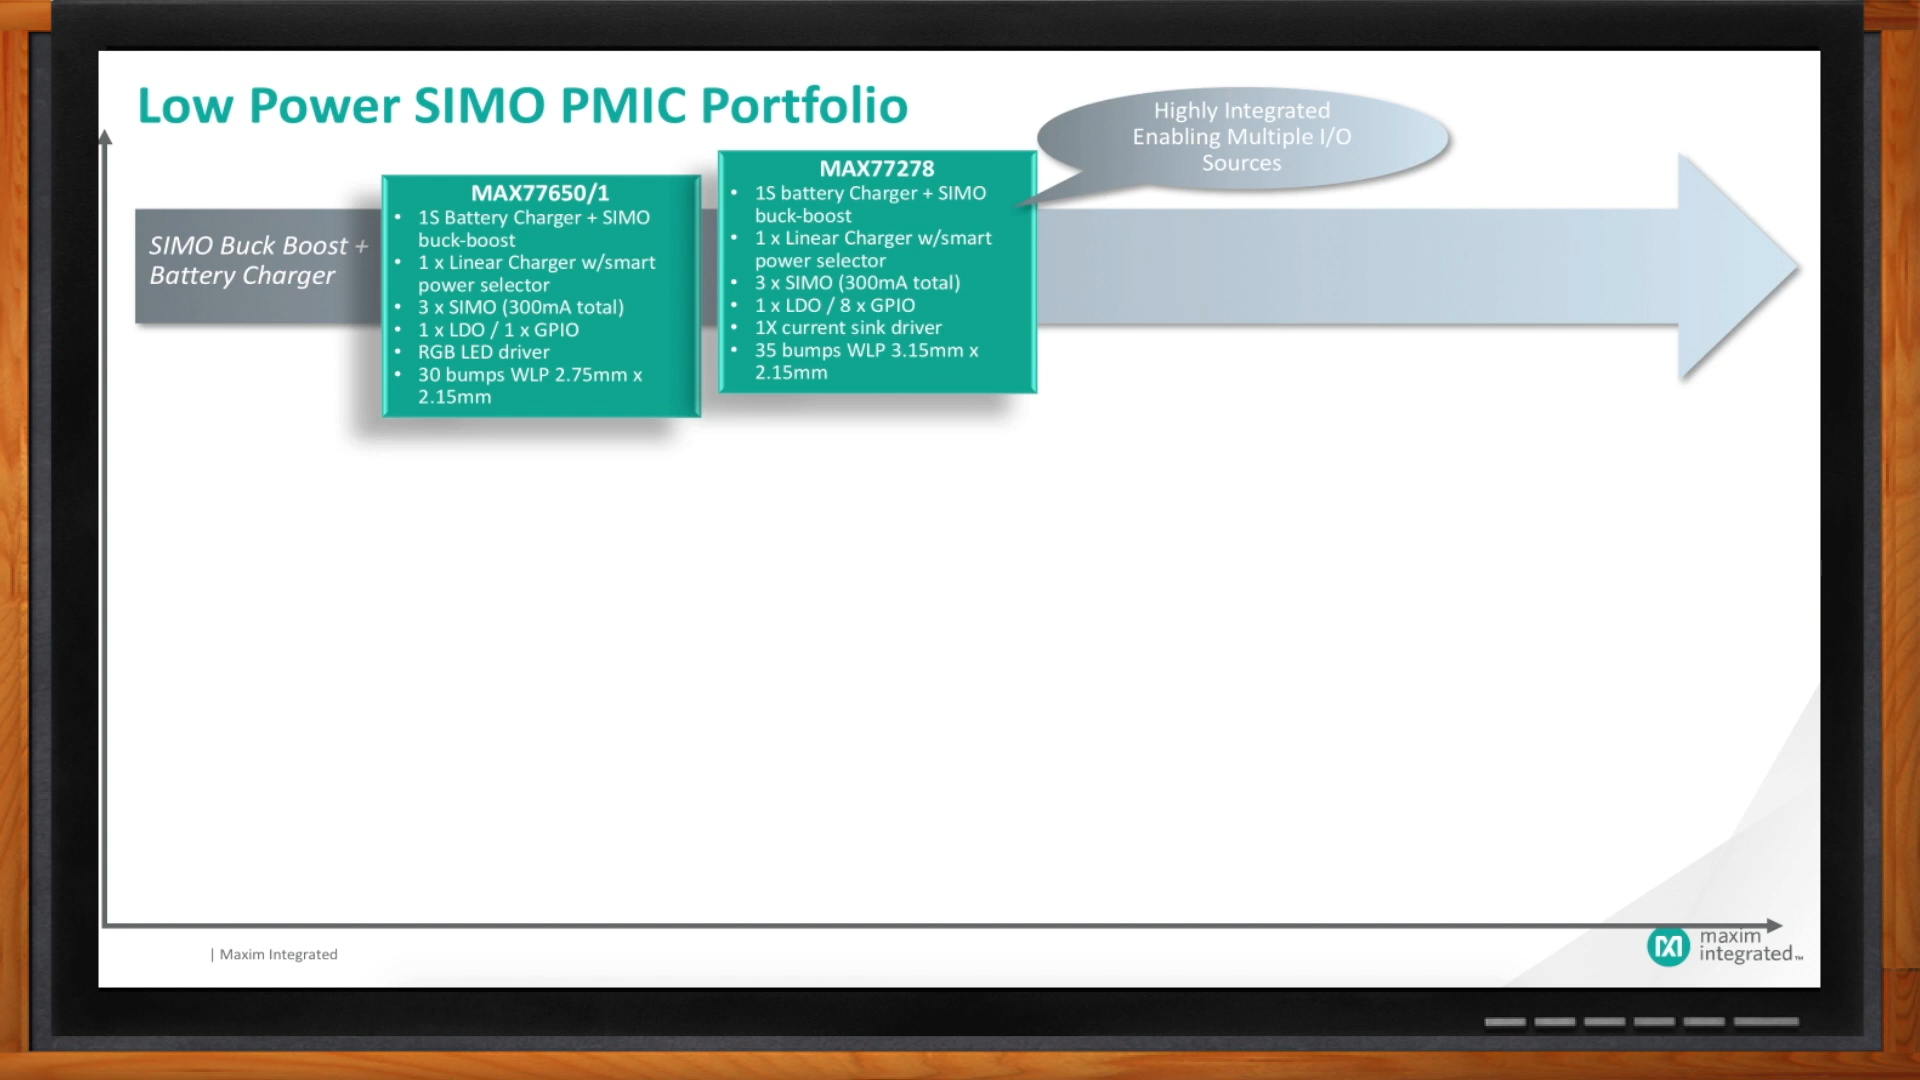 Low Power SIMO PMIC Portfolio
Highly Integrated
Enabling Multiple I/O
Sources
SIMO Buck Boost +
Battery Charger
MAX77650/1
• 1S Battery Charger + SIMO
buck-boost
• 1 x Linear Charger w/smart
power selector
• 3 x SIMO (300mA total)
• 1 x LDO / 1 x GPIO
• RGB LED driver
• 30 bumps WLP 2.75mm x
2.15mm
MAX77278
• 1S battery Charger + SIMO
buck-boost
• 1 x Linear Charger w/smart
power selector
• 3 x SIMO (300mA total)
• 1 x LDO / 8 x GPIO
• 1X current sink driver
• 35 bumps WLP 3.15mm x
2.15mm
| Maxim Integrated
maxim
integrated™